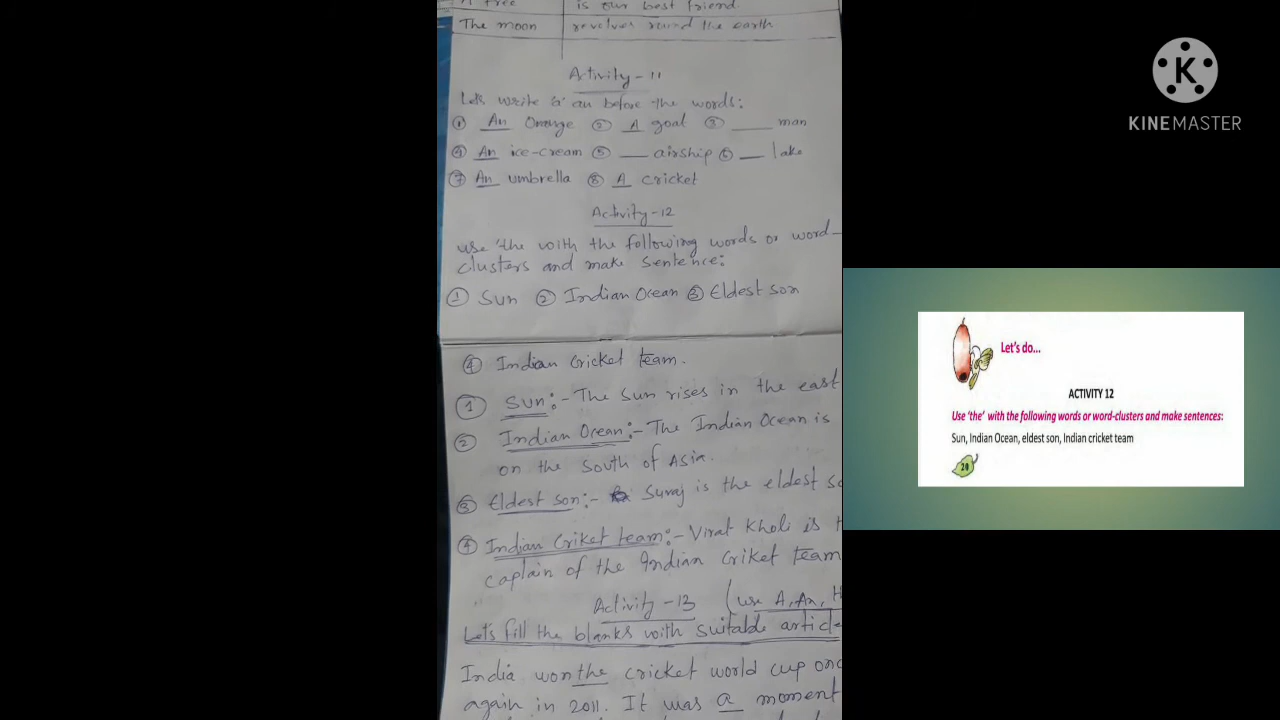 A tree is our best friend.
The moon revolves round the earth
Activity - 11
Let's write 'a' an before the words:
① An Orange ② A goat ③ ___ man
④ An ice-cream ⑤ ___ airship ⑥ ___ lake
⑦ An umbrella ⑧ A cricket
Activity-12
use 'the with the following words or word-
clusters and make sentence:
① Sun ② Indian Ocean ③ Eldest son
④ Indian Cricket team.
① Sun:- The sun rises in the east
② Indian Ocean:- The Indian Ocean is
on the south of Asia.
③ Eldest son:- Suraj is the eldest
④ Indian Criket team:- Virat Kholi is
captain of the Indian Criket team
Activity -13 (use A, An,
Let's fill the blanks with suitable
India won the cricket world cup
again in 2011. It was a moment
KINEMASTER
Let's do...
ACTIVITY 12
Use 'the' with the following words or word-clusters and make sentences:
Sun, Indian Ocean, eldest son, Indian cricket team
20